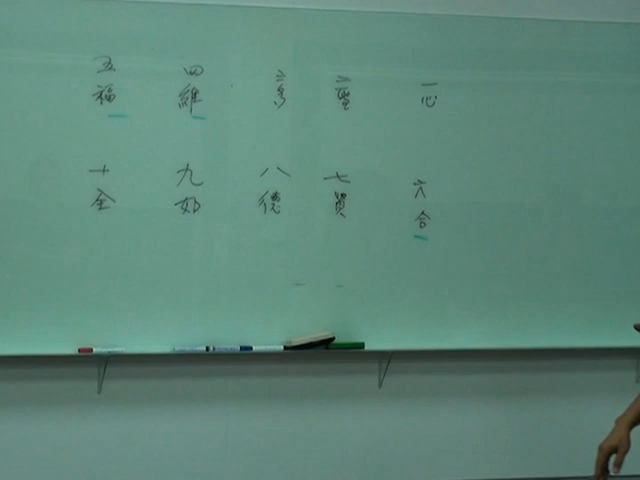 一心
二聖
三多
四維
五福
六合
七賢
八德
九如
十全